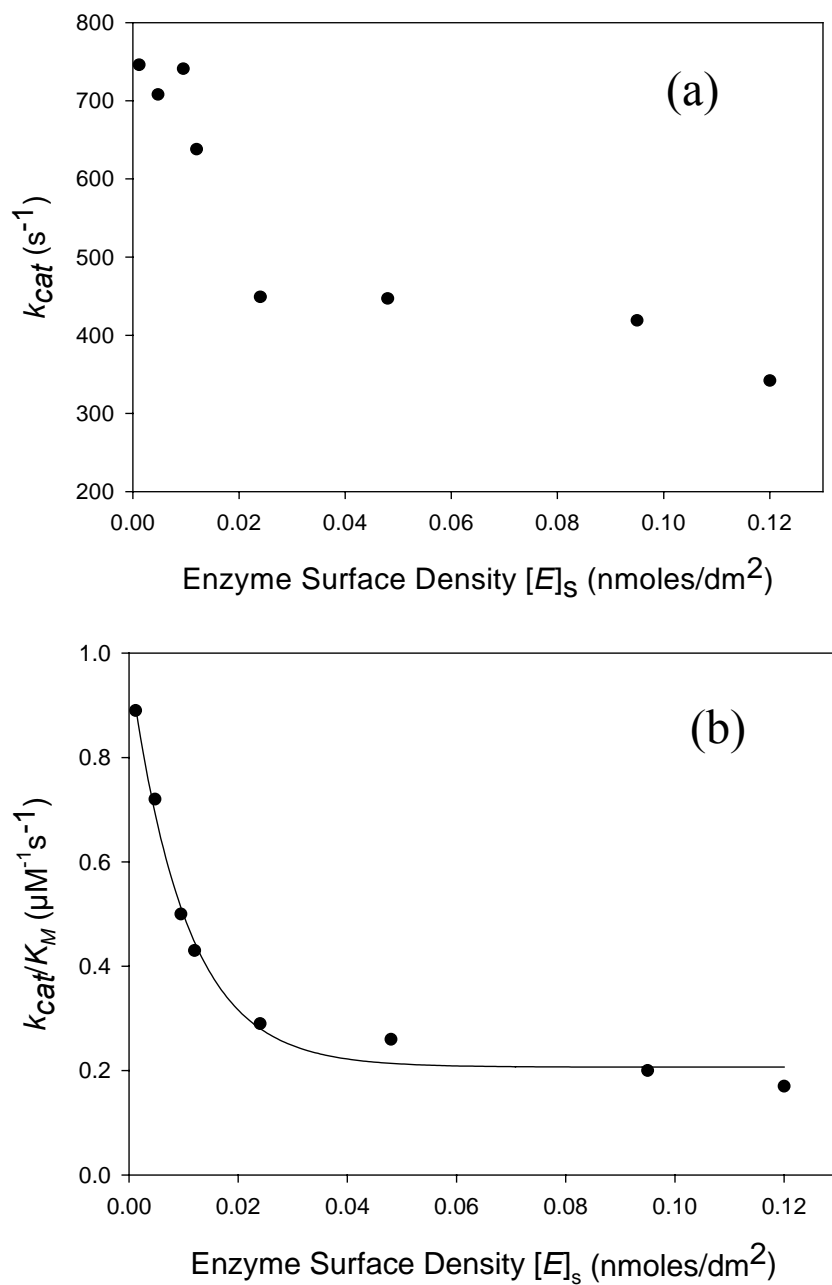 800
700
600
500
400
300
200
k_cat (s⁻¹)
(a)
0.00 0.02 0.04 0.06 0.08 0.10 0.12
Enzyme Surface Density [E]s (nmoles/dm²)
1.0
0.8
0.6
0.4
0.2
0.0
k_cat/K_M (µM⁻¹s⁻¹)
(b)
0.00 0.02 0.04 0.06 0.08 0.10 0.12
Enzyme Surface Density [E]s (nmoles/dm²)